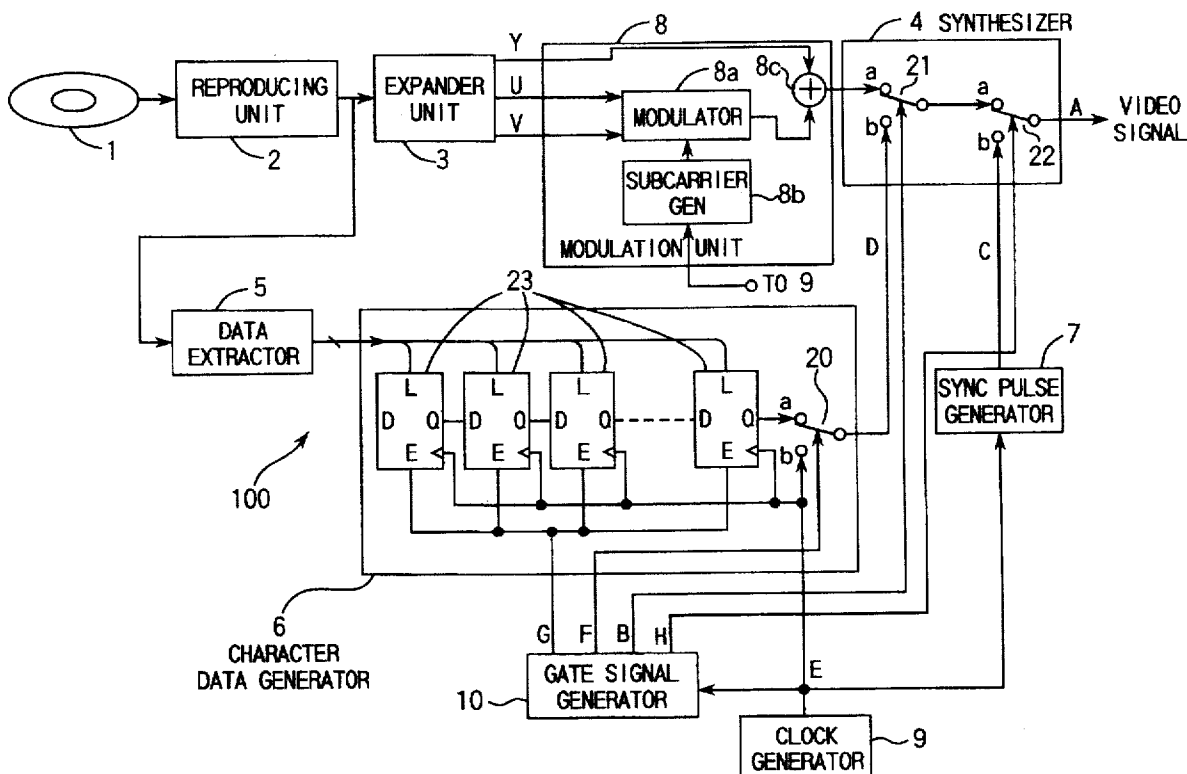 8
4 SYNTHESIZER
Y
U
V
8a
8c
a
21
a
A
VIDEO
SIGNAL
REPRODUCING
UNIT
EXPANDER
UNIT
MODULATOR
b
b
22
1
2
3
SUBCARRIER
GEN
8b
MODULATION UNIT
TO 9
D
C
5
23
7
DATA
EXTRACTOR
20
SYNC PULSE
GENERATOR
L
L
L
L
a
D
Q
D
Q
D
Q
D
Q
E
E
E
E
b
100
6
CHARACTER
DATA GENERATOR
G
F
B
H
GATE SIGNAL
GENERATOR
10
E
CLOCK
GENERATOR
9